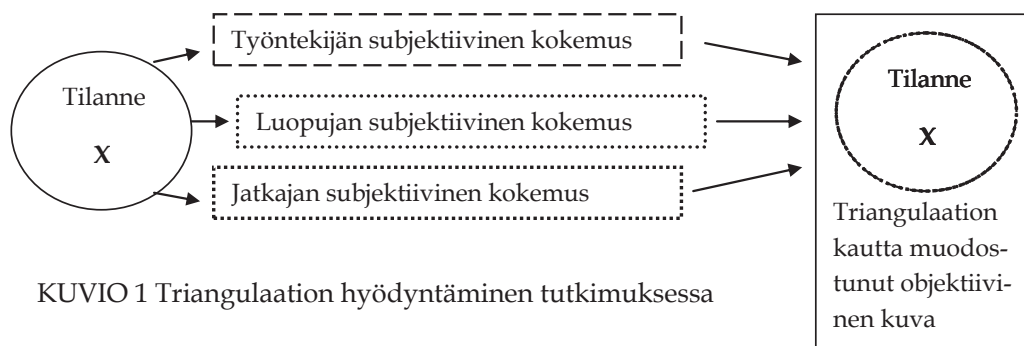 Työntekijän subjektiivinen kokemus
Tilanne
X
Luopujan subjektiivinen kokemus
Jatkajan subjektiivinen kokemus
Tilanne
X
Triangulaation
kautta muodos-
tunut objektiivi-
nen kuva
KUVIO 1 Triangulaation hyödyntäminen tutkimuksessa